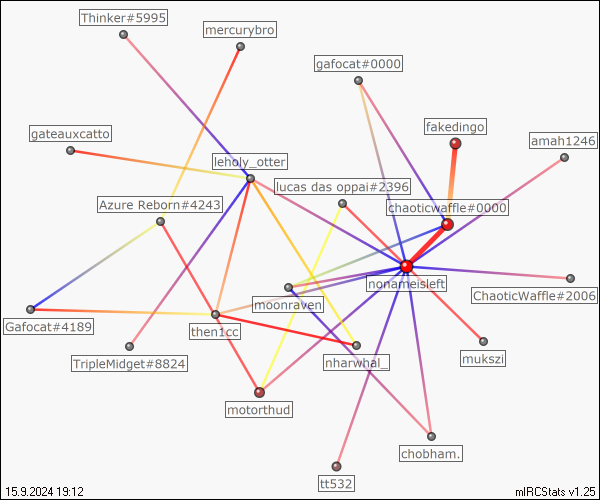 Thinker#5995
mercurybro
gafocat#0000
fakedingo
gateauxcatto
amah1246
leholy_otter
lucas das oppai#2396
Azure Reborn#4243
chaoticwaffle#0000
nonameisleft
ChaoticWaffle#2006
moonraven
Gafocat#4189
then1cc
TripleMidget#8824
nharwhal_
mukszi
motorthud
chobham.
tt532
15.9.2024 19:12
mIRCStats v1.25